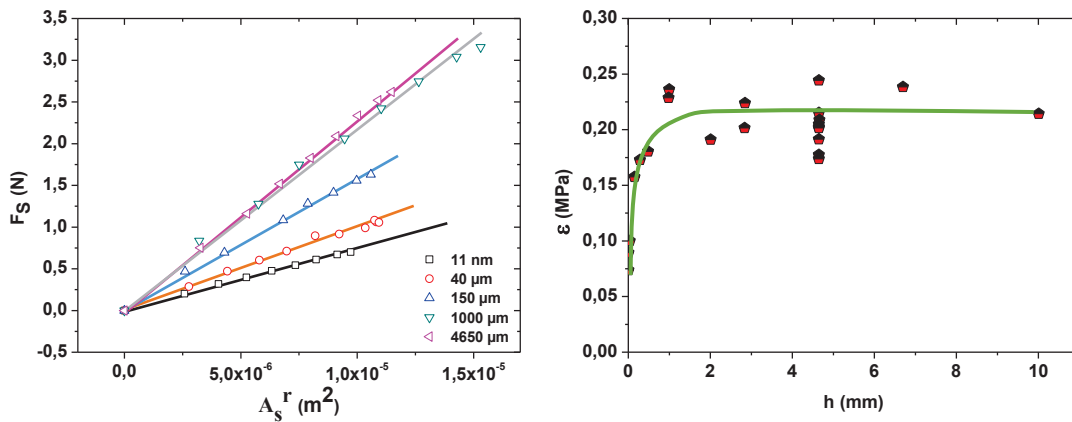 3,5
3,0
2,5
2,0
1,5
1,0
0,5
0,0
-0,5
F_S (N)
11 nm
40 µm
150 µm
1000 µm
4650 µm
0,0 5,0x10⁻⁶ 1,0x10⁻⁵ 1,5x10⁻⁵
A_s^r (m²)
0,30
0,25
0,20
0,15
0,10
0,05
0,00
ε (MPa)
0 2 4 6 8 10
h (mm)